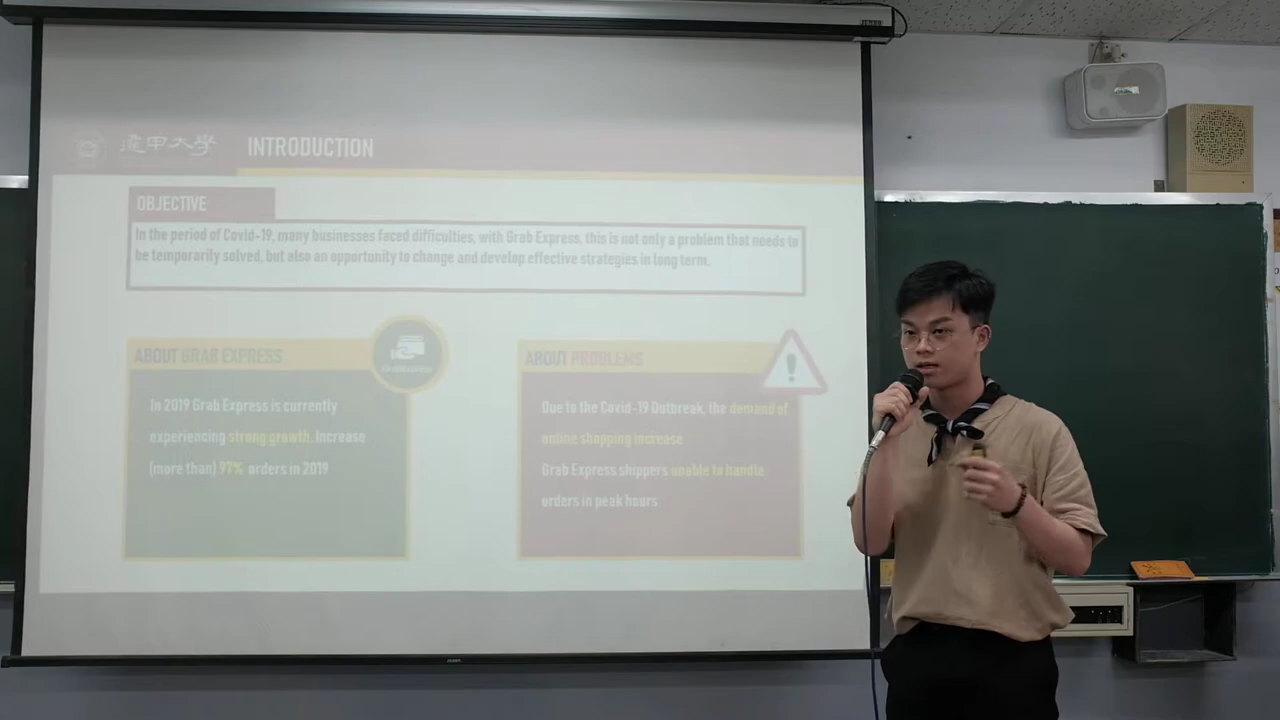 逢甲大學 INTRODUCTION
OBJECTIVE
In the period of Covid-19, many businesses faced difficulties, with Grab Express, this is not only a problem that needs to
be temporarily solved, but also an opportunity to change and develop effective strategies in long term.
ABOUT GRAB EXPRESS
In 2019 Grab Express is currently
experiencing strong growth. Increase
(more than) 97% orders in 2019
ABOUT PROBLEMS
Due to the Covid-19 Outbreak, the demand of
online shopping increase
Grab Express shippers unable to handle
orders in peak hours